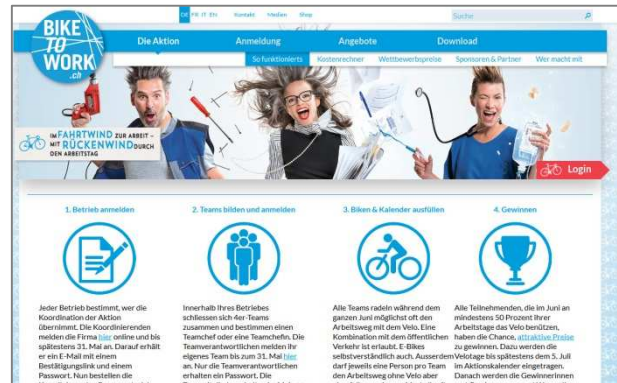 DE FR IT EN Kontakt Medien Shop
Suche
BIKE
TO
WORK
.ch
Die Aktion Anmeldung Angebote Download
So funktionierts Kostenrechner Wettbewerbspreise Sponsoren & Partner Wer macht mit
IM FAHRTWIND ZUR ARBEIT –
MIT RÜCKENWIND DURCH
DEN ARBEITSTAG
Login
1. Betrieb anmelden
Jeder Betrieb bestimmt, wer die
Koordination der Aktion
übernimmt. Die Koordinierenden
melden die Firma hier online und bis
spätestens 31. Mai an. Darauf erhält
er ein E-Mail mit einem
Bestätigungslink und einem
Passwort. Nun bestellen die
2. Teams bilden und anmelden
Innerhalb Ihres Betriebes
schliessen sich 4er-Teams
zusammen und bestimmen einen
Teamchef oder eine Teamchefin. Die
Teamverantwortlichen melden ihr
eigenes Team bis zum 31. Mai hier
an. Nur die Teamverantwortlichen
erhalten ein Passwort. Die
3. Biken & Kalender ausfüllen
Alle Teams radeln während dem
ganzen Juni möglichst oft den
Arbeitsweg mit dem Velo. Eine
Kombination mit dem öffentlichen
Verkehr ist erlaubt. E-Bikes
selbstverständlich auch. Ausserdem
darf jeweils eine Person pro Team
den Arbeitsweg ohne Velo aber
4. Gewinnen
Alle Teilnehmenden, die im Juni an
mindestens 50 Prozent ihrer
Arbeitstage das Velo benützen,
haben die Chance, attraktive Preise
zu gewinnen. Dazu werden die
Velotage bis spätestens dem 5. Juli
im Aktionskalender eingetragen.
Danach werden die GewinnerInnen